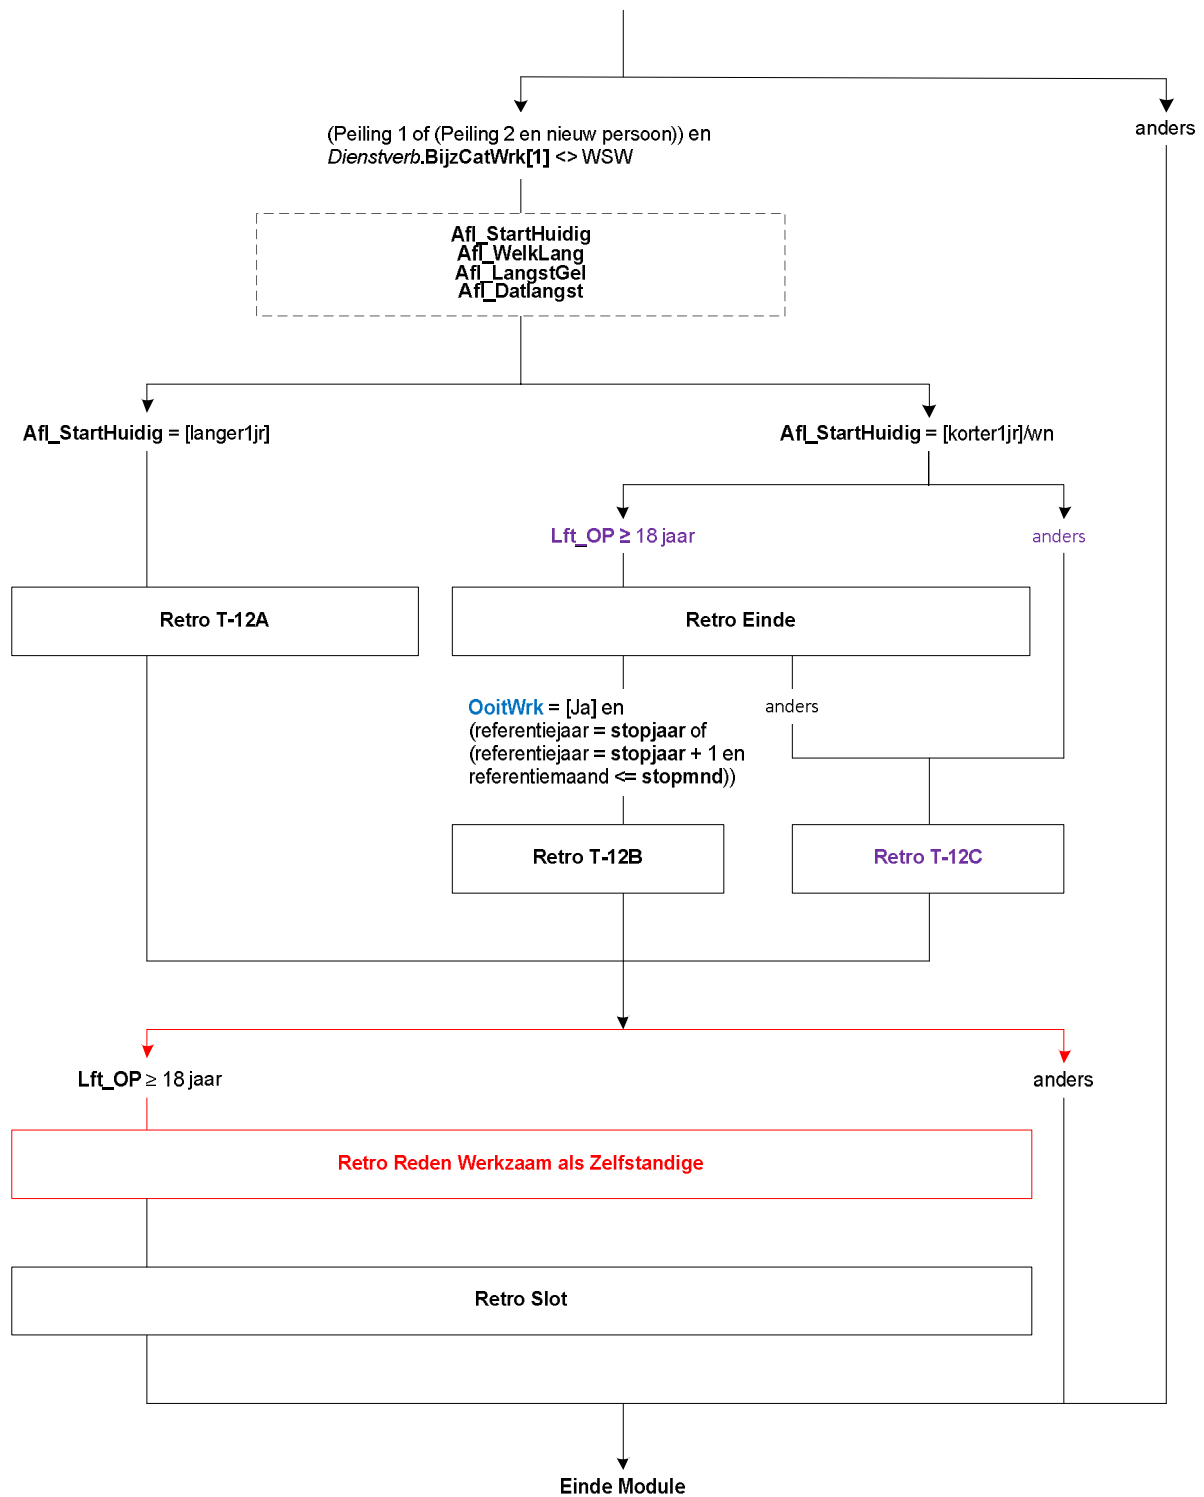 anders
(Peiling 1 of (Peiling 2 en nieuw persoon)) en
Dienstverb.BijzCatWrk[1] <> WSW
Afl_StartHuidig
Afl_WelkLang
Afl_LangstGel
Afl_Datlangst
Afl_StartHuidig = [langer1jr]
Afl_StartHuidig = [korter1jr]/wn
Lft_OP ≥ 18 jaar
anders
Retro T-12A
Retro Einde
OoitWrk = [Ja] en
(referentiejaar = stopjaar of
(referentiejaar = stopjaar + 1 en
referentiemaand <= stopmnd))
anders
Retro T-12B
Retro T-12C
Lft_OP ≥ 18 jaar
anders
Retro Reden Werkzaam als Zelfstandige
Retro Slot
Einde Module